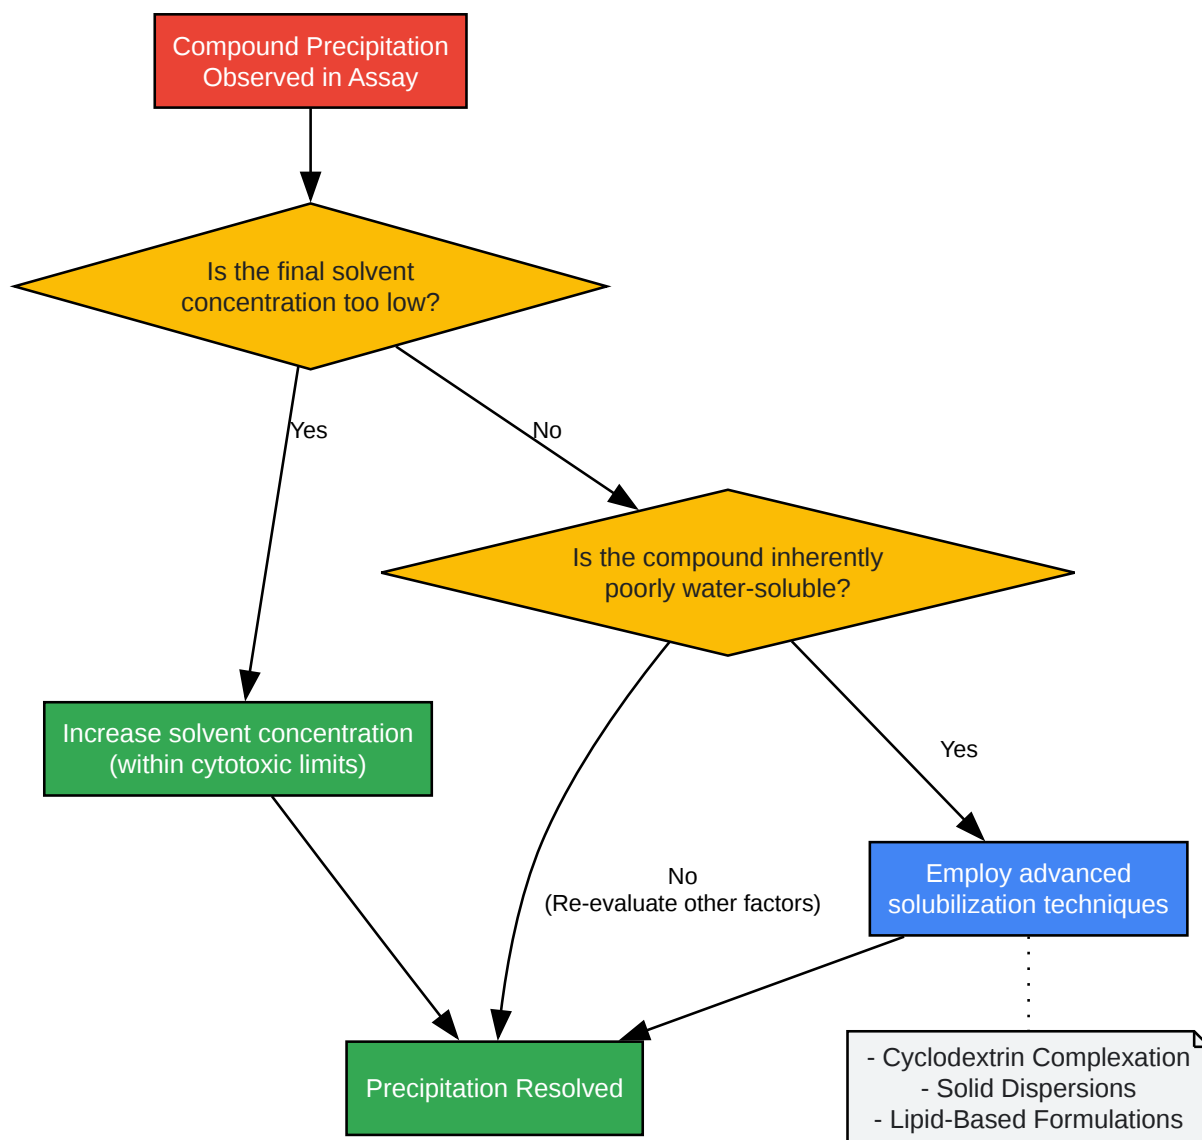 Compound Precipitation
Observed in Assay
Is the final solvent
concentration too low?
Yes
No
Is the compound inherently
poorly water-soluble?
Increase solvent concentration
(within cytotoxic limits)
Yes
No
(Re-evaluate other factors)
Employ advanced
solubilization techniques
Precipitation Resolved
- Cyclodextrin Complexation
- Solid Dispersions
- Lipid-Based Formulations